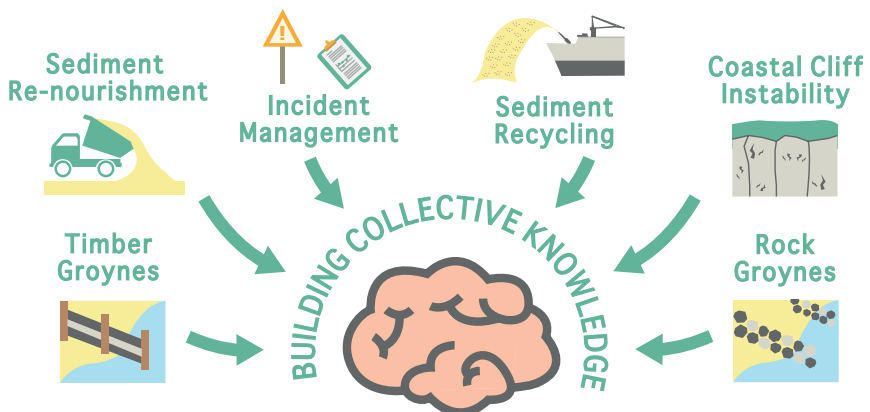 Sediment
Re-nourishment
!
Incident
Management
Sediment
Recycling
Coastal Cliff
Instability
Timber
Groynes
BUILDING COLLECTIVE KNOWLEDGE
Rock
Groynes